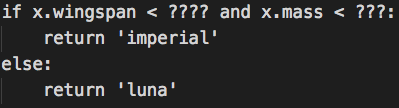 if x.wingspan < ???? and x.mass < ???:
    return 'imperial'
else:
    return 'luna'